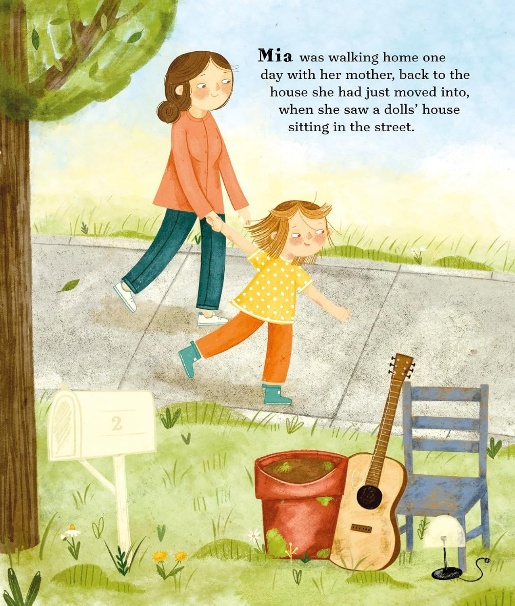 Mia was walking home one
day with her mother, back to the
house she had just moved into,
when she saw a dolls' house
sitting in the street.
2